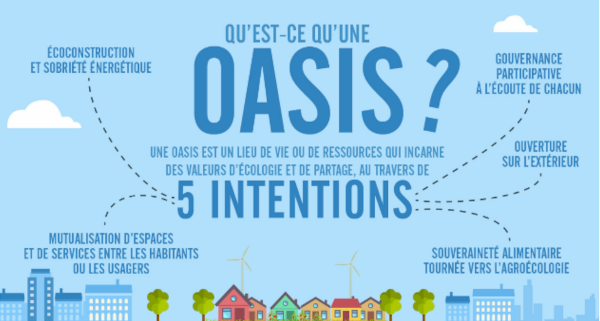 QU'EST-CE QU'UNE
OASIS ?
UNE OASIS EST UN LIEU DE VIE OU DE RESSOURCES QUI INCARNE
DES VALEURS D'ÉCOLOGIE ET DE PARTAGE, AU TRAVERS DE
5 INTENTIONS
ÉCOCONSTRUCTION
ET SOBRIÉTÉ ÉNERGÉTIQUE
MUTUALISATION D'ESPACES
ET DE SERVICES ENTRE LES HABITANTS
OU LES USAGERS
GOUVERNANCE
PARTICIPATIVE
À L'ÉCOUTE DE CHACUN
OUVERTURE
SUR L'EXTÉRIEUR
SOUVERAINETÉ ALIMENTAIRE
TOURNÉE VERS L'AGROÉCOLOGIE